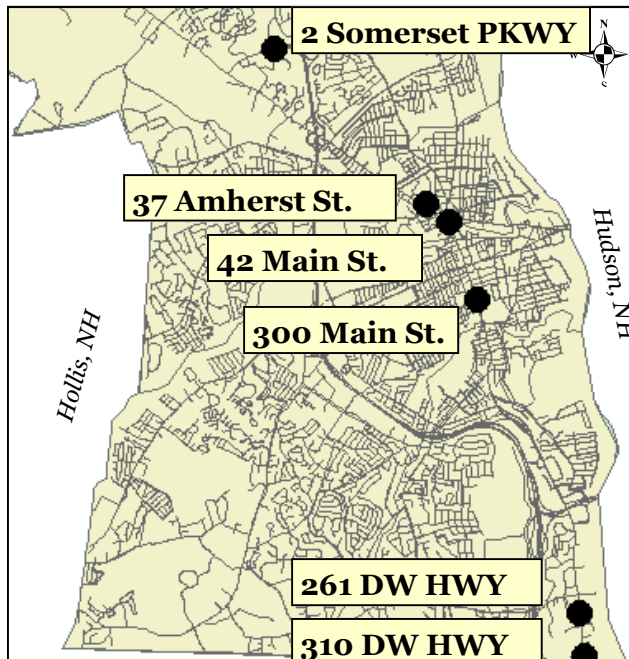 2 Somerset PKWY
N
W
S
37 Amherst St.
42 Main St.
Hudson, NH
300 Main St.
Hollis, NH
261 DW HWY
310 DW HWY